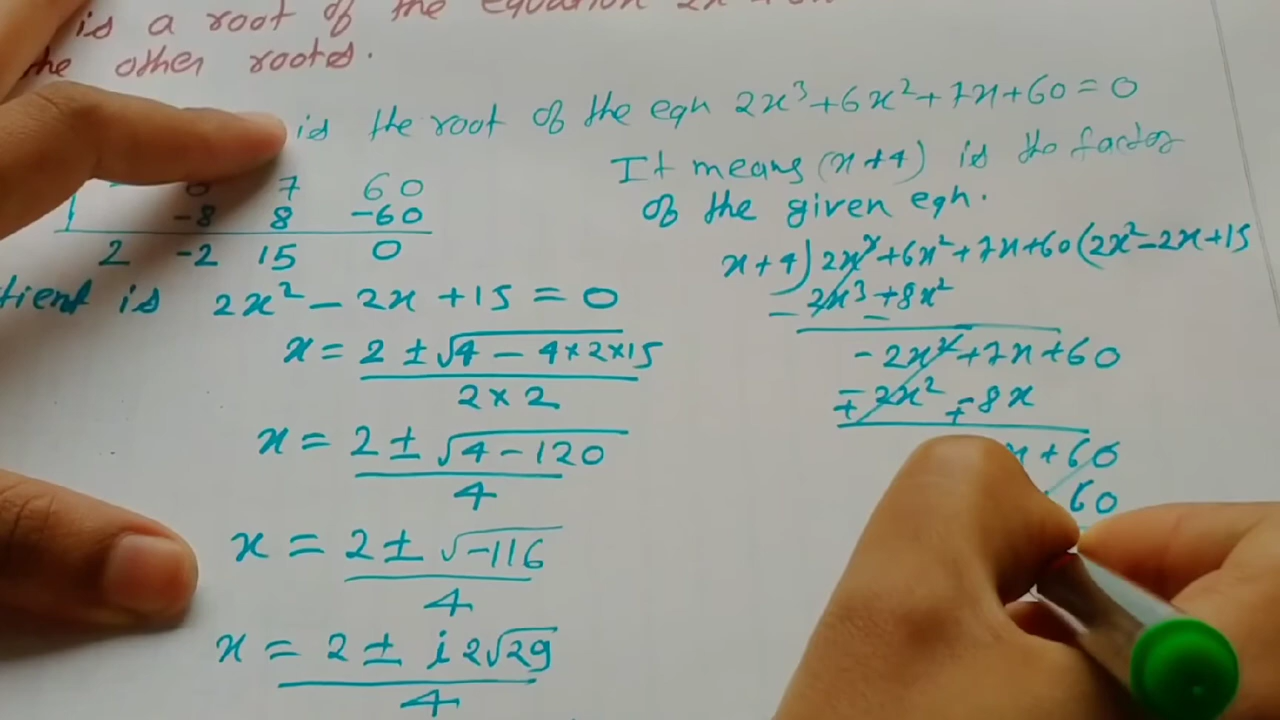 is a root of the equation
the other roots.
is the root of the eqn 2x³+6x²+7x+60=0
It means (x+4) is the factor
of the given eqn.
7 60
-8 8 -60
2 -2 15 0
tient is 2x² - 2x + 15 = 0
x = 2 ± √4 - 4×2×15
2 × 2
x = 2 ± √4 - 120
4
x = 2 ± √-116
4
x = 2 ± i 2√29
4
x+4) 2x³+6x²+7x+60 (2x²-2x+15
- 2x³ + 8x²
-
-2x²+7x+60
-2x² -8x
+ +
x+60
60